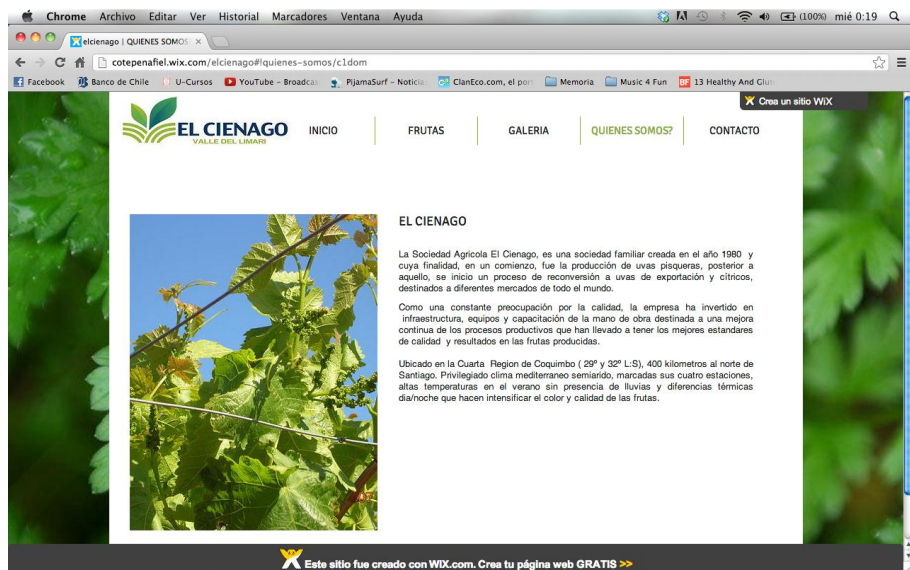 Chrome Archivo Editar Ver Historial Marcadores Ventana Ayuda (100%) mié 0:19
elcienago | QUIENES SOMOS
cotepenafiel.wix.com/elcienago#!quienes-somos/c1dom
Facebook Banco de Chile U-Cursos YouTube - Broadcas PijamaSurf - Noticia ClanEco.com, el por Memoria Music 4 Fun 13 Healthy And Glu
Crea un sitio WiX
EL CIENAGO INICIO FRUTAS GALERIA QUIENES SOMOS? CONTACTO
VALLE DEL LIMARI
EL CIENAGO
La Sociedad Agricola El Cienago, es una sociedad familiar creada en el año 1980 y
cuya finalidad, en un comienzo, fue la producción de uvas pisqueras, posterior a
aquello, se inicio un proceso de reconversión a uvas de exportación y cítricos,
destinados a diferentes mercados de todo el mundo.
Como una constante preocupación por la calidad, la empresa ha invertido en
infraestructura, equipos y capacitación de la mano de obra destinada a una mejora
continua de los procesos productivos que han llevado a tener los mejores estandares
de calidad y resultados en las frutas producidas.
Ubicado en la Cuarta Region de Coquimbo ( 29º y 32º L:S), 400 kilometros al norte de
Santiago. Privilegiado clima mediterraneo semiarido, marcadas sus cuatro estaciones,
altas temperaturas en el verano sin presencia de lluvias y diferencias térmicas
dia/noche que hacen intensificar el color y calidad de las frutas.
Este sitio fue creado con WIX.com. Crea tu página web GRATIS >>